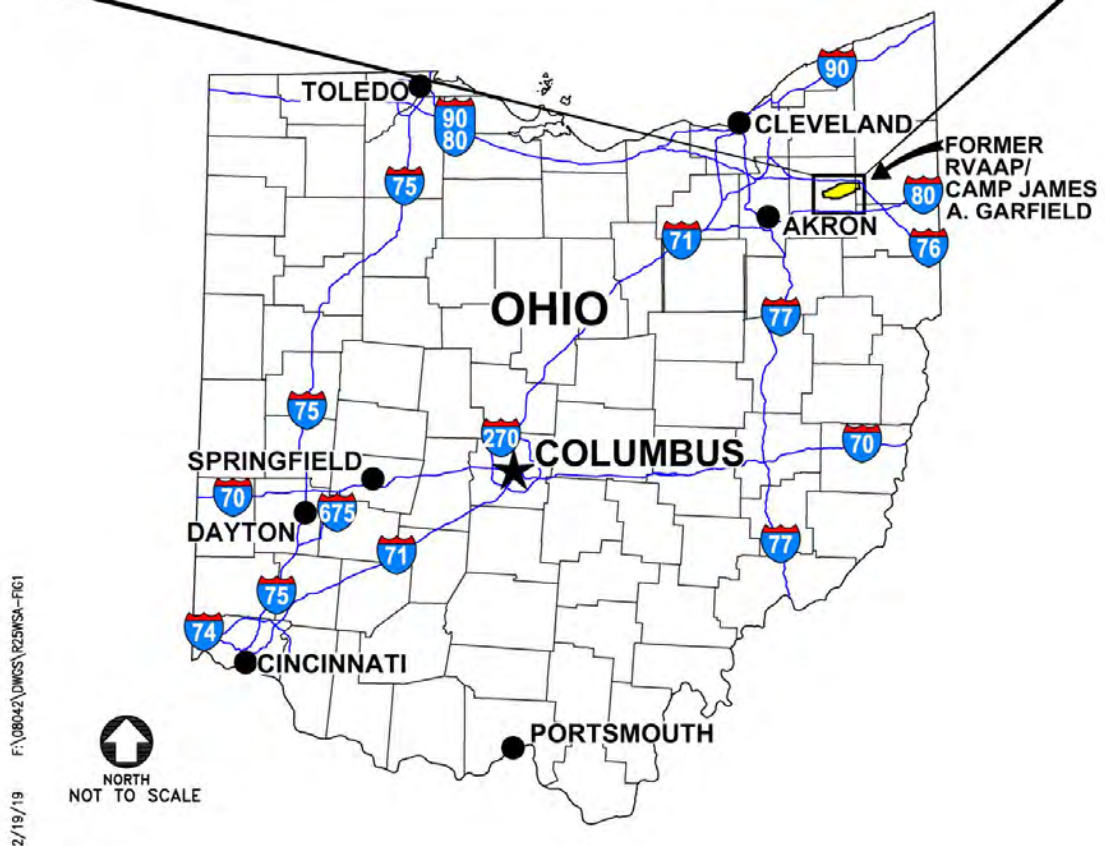 90
TOLEDO
90
80
CLEVELAND
FORMER
RVAAP/
CAMP JAMES
A. GARFIELD
75
80
AKRON
71
76
OHIO
77
75
270
COLUMBUS
70
SPRINGFIELD
70
675
DAYTON
71
77
75
74
CINCINNATI
PORTSMOUTH
NORTH
NOT TO SCALE
2/19/19 F:\08042\DWGS\R25WSA-FIG1